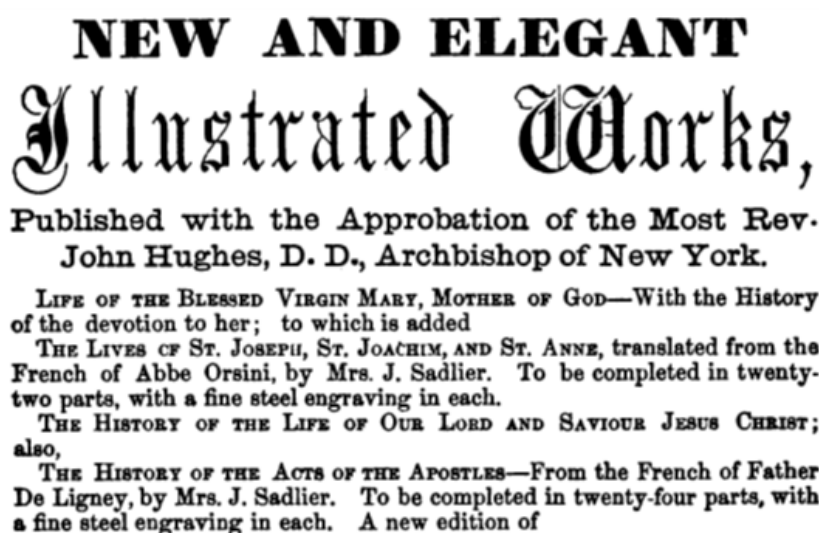 NEW AND ELEGANT
Illustrated Works,
Published with the Approbation of the Most Rev.
John Hughes, D. D., Archbishop of New York.
LIFE OF THE BLESSED VIRGIN MARY, MOTHER OF GOD—With the History
of the devotion to her; to which is added
THE LIVES OF ST. JOSEPH, ST. JOACHIM, AND ST. ANNE, translated from the
French of Abbe Orsini, by Mrs. J. Sadlier. To be completed in twenty-
two parts, with a fine steel engraving in each.
THE HISTORY OF THE LIFE OF OUR LORD AND SAVIOUR JESUS CHRIST;
also,
THE HISTORY OF THE ACTS OF THE APOSTLES—From the French of Father
De Ligney, by Mrs. J. Sadlier. To be completed in twenty-four parts, with
a fine steel engraving in each. A new edition of